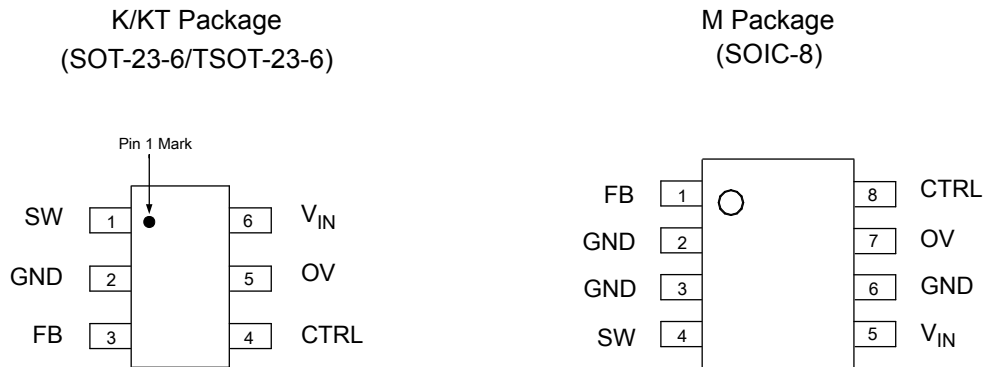 K/KT Package
(SOT-23-6/TSOT-23-6)
Pin 1 Mark
SW 1 6 VIN
GND 2 5 OV
FB 3 4 CTRL
M Package
(SOIC-8)
FB 1 8 CTRL
GND 2 7 OV
GND 3 6 GND
SW 4 5 VIN